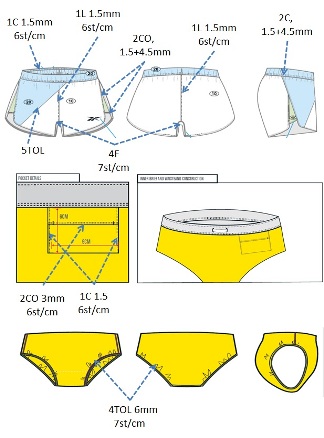 1C 1.5mm
6st/cm
1L 1.5mm
6st/cm
2CO,
1.5+4.5mm
1L 1.5mm
6st/cm
2C,
1.5+4.5mm
5TOL
4F
7st/cm
POCKET DETAILS
6CM
8CM
2CO 3mm
6st/cm
1C 1.5
6st/cm
4TOL 6mm
7st/cm